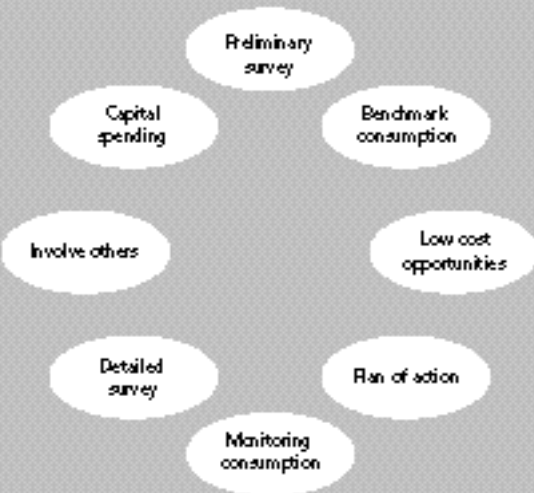 Preliminary
survey
Benchmark
consumption
Low cost
opportunities
Plan of action
Monitoring
consumption
Detailed
survey
Involve others
Capital
spending